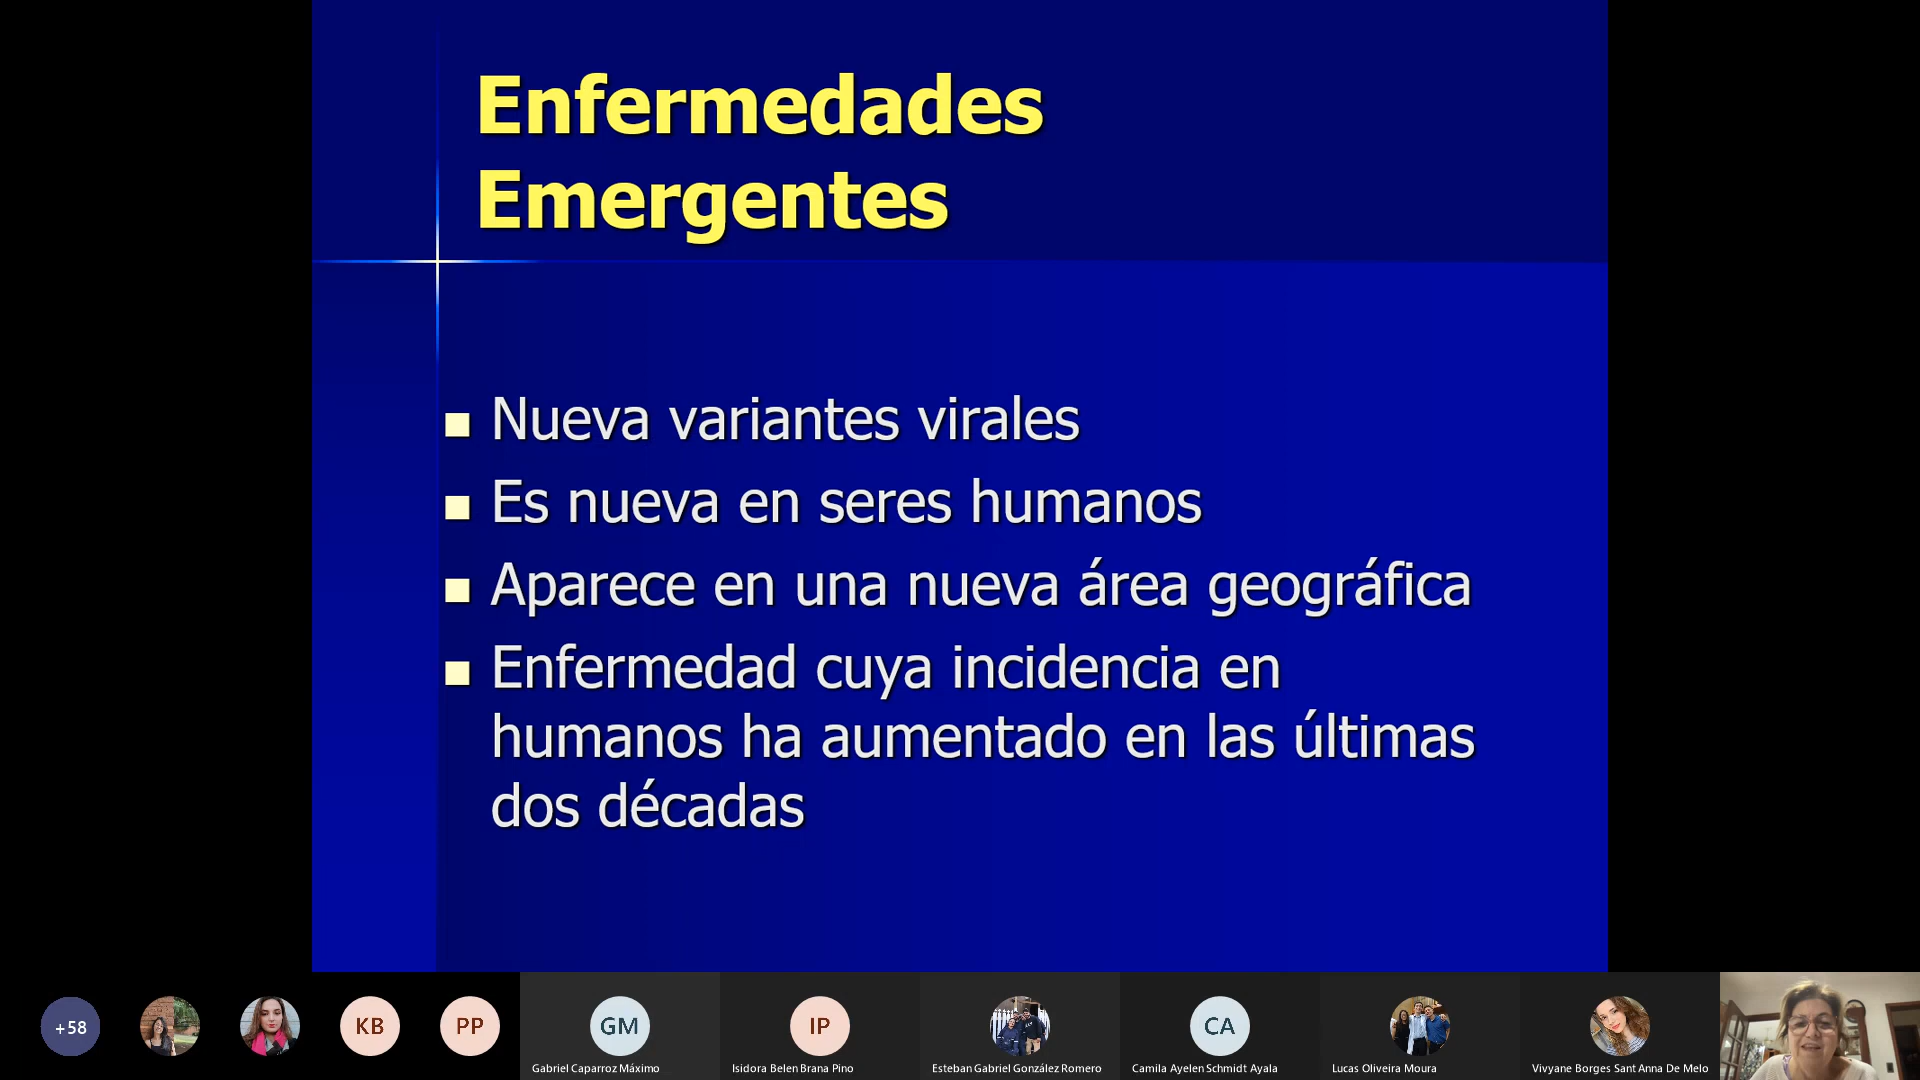 Enfermedades
Emergentes
Nueva variantes virales
Es nueva en seres humanos
Aparece en una nueva área geográfica
Enfermedad cuya incidencia en
humanos ha aumentado en las últimas
dos décadas
+58
KB
PP
GM
IP
CA
Gabriel Caparroz Máximo
Isidora Belen Brana Pino
Esteban Gabriel González Romero
Camila Ayelen Schmidt Ayala
Lucas Oliveira Moura
Vivyane Borges Sant Anna De Melo